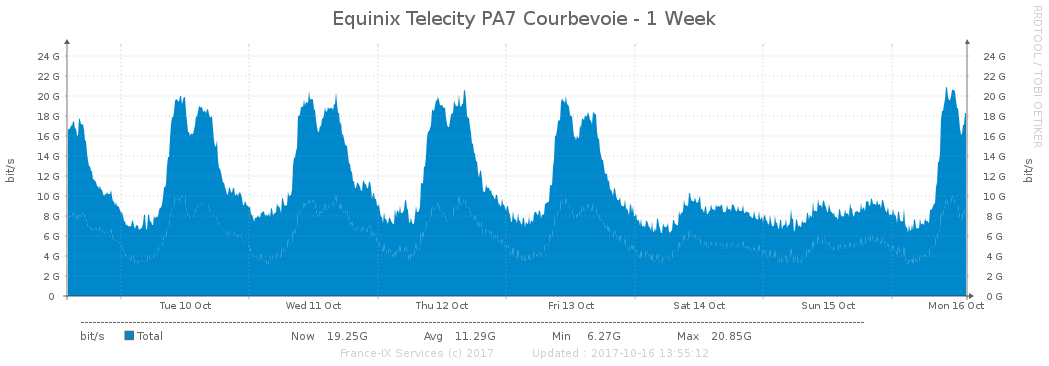 Equinix Telecity PA7 Courbevoie - 1 Week
RRDTOOL / TOBI OETIKER
24 G 24 G
22 G 22 G
20 G 20 G
18 G 18 G
16 G 16 G
14 G 14 G
12 G 12 G
10 G 10 G
8 G 8 G
6 G 6 G
4 G 4 G
2 G 2 G
0 0 G
bit/s bit/s
Tue 10 Oct Wed 11 Oct Thu 12 Oct Fri 13 Oct Sat 14 Oct Sun 15 Oct Mon 16 Oct
bit/s Total Now 19.25G Avg 11.29G Min 6.27G Max 20.85G
France-IX Services (c) 2017 Updated : 2017-10-16 13:55:12